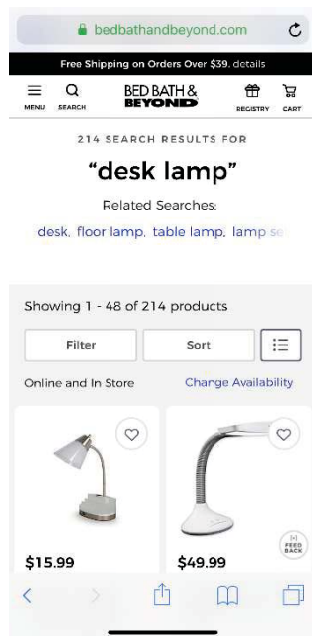 bedbathandbeyond.com
Free Shipping on Orders Over $39. details
MENU
SEARCH
BED BATH &
BEYOND
REGISTRY
CART
214 SEARCH RESULTS FOR
“desk lamp”
Related Searches:
desk, floor lamp, table lamp, lamp se
Showing 1 - 48 of 214 products
Filter
Sort
Online and In Store
Change Availability
[+]
FEED
BACK
$15.99
$49.99